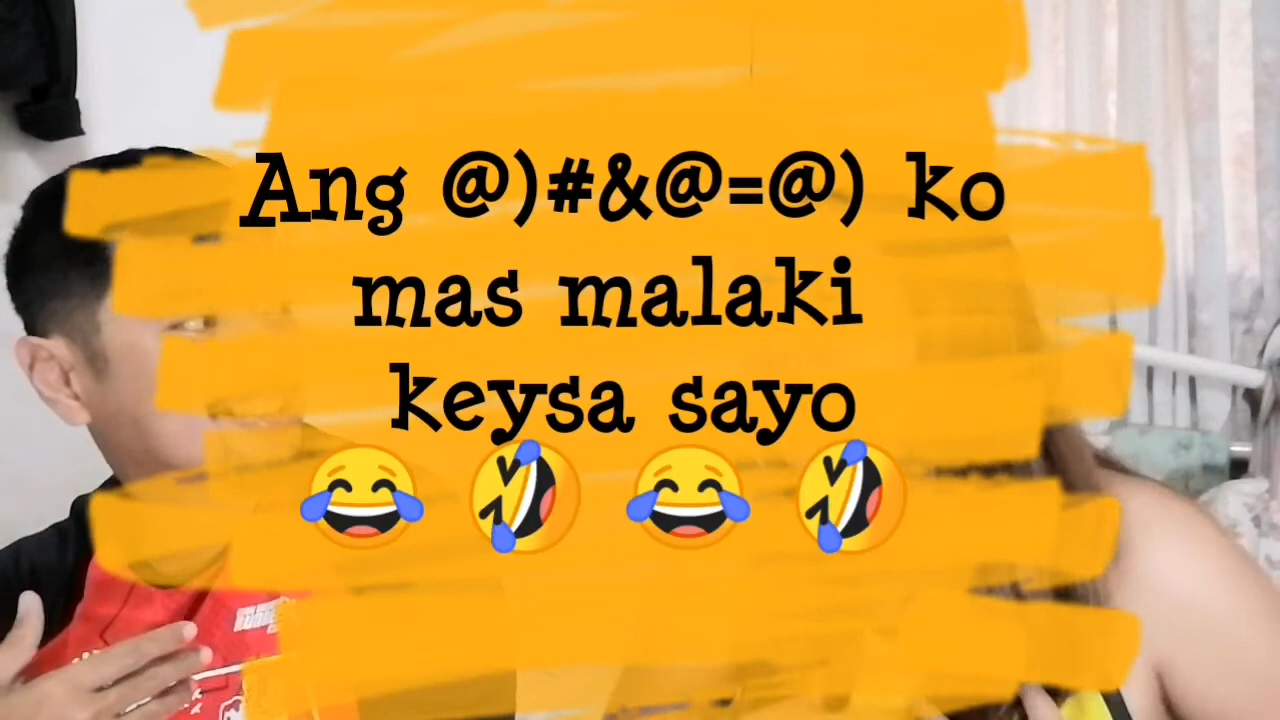 Ang @)#&@=@) ko
mas malaki
keysa sayo
😂 🤣 😂 🤣